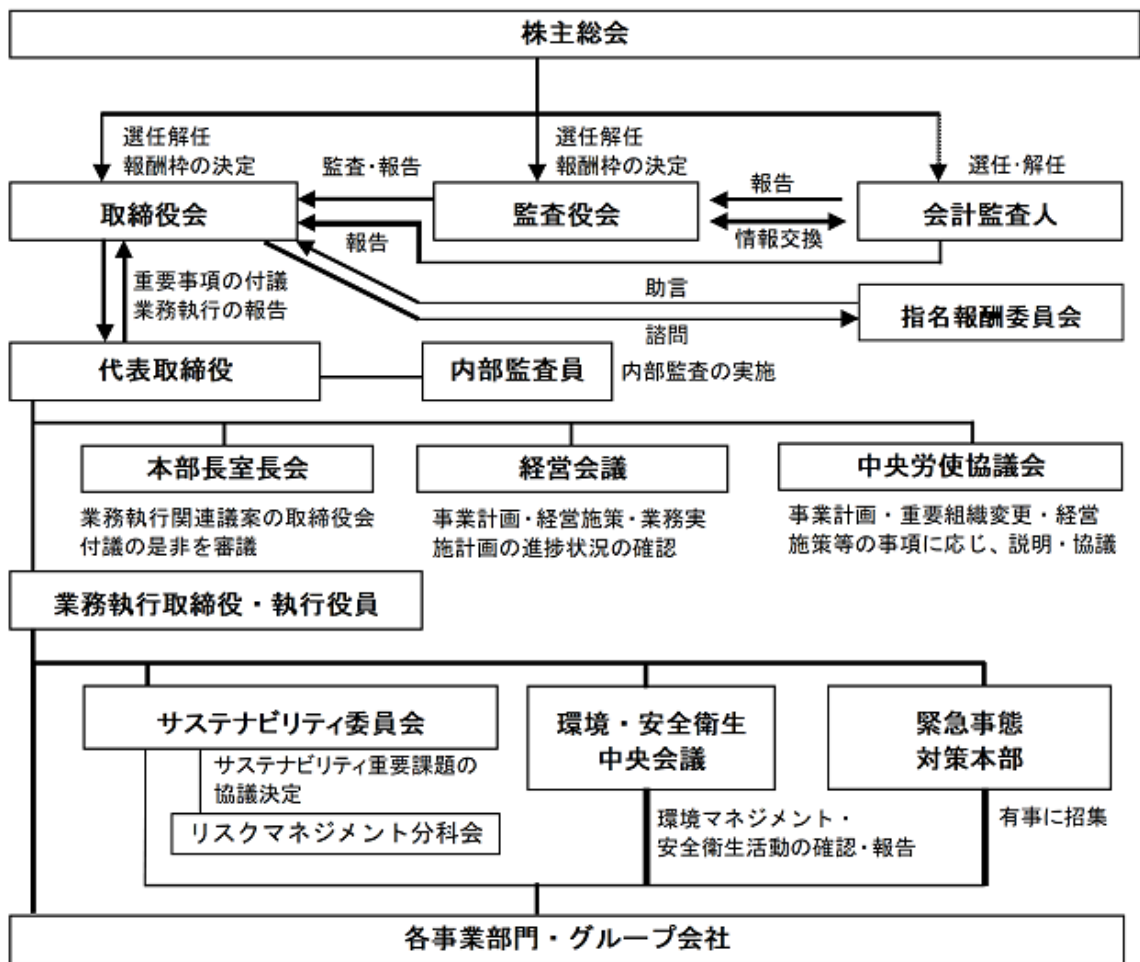 株主総会
選任解任
報酬枠の決定
選任解任
報酬枠の決定
選任・解任
監査・報告
報告
取締役会
監査役会
会計監査人
報告
情報交換
重要事項の付議
業務執行の報告
助言
諮問
指名報酬委員会
代表取締役
内部監査員
内部監査の実施
本部長室長会
経営会議
中央労使協議会
業務執行関連議案の取締役会
付議の是非を審議
事業計画・経営施策・業務実
施計画の進捗状況の確認
事業計画・重要組織変更・経営
施策等の事項に応じ、説明・協議
業務執行取締役・執行役員
サステナビリティ委員会
環境・安全衛生
中央会議
緊急事態
対策本部
サステナビリティ重要課題の
協議決定
リスクマネジメント分科会
環境マネジメント・
安全衛生活動の確認・報告
有事に招集
各事業部門・グループ会社